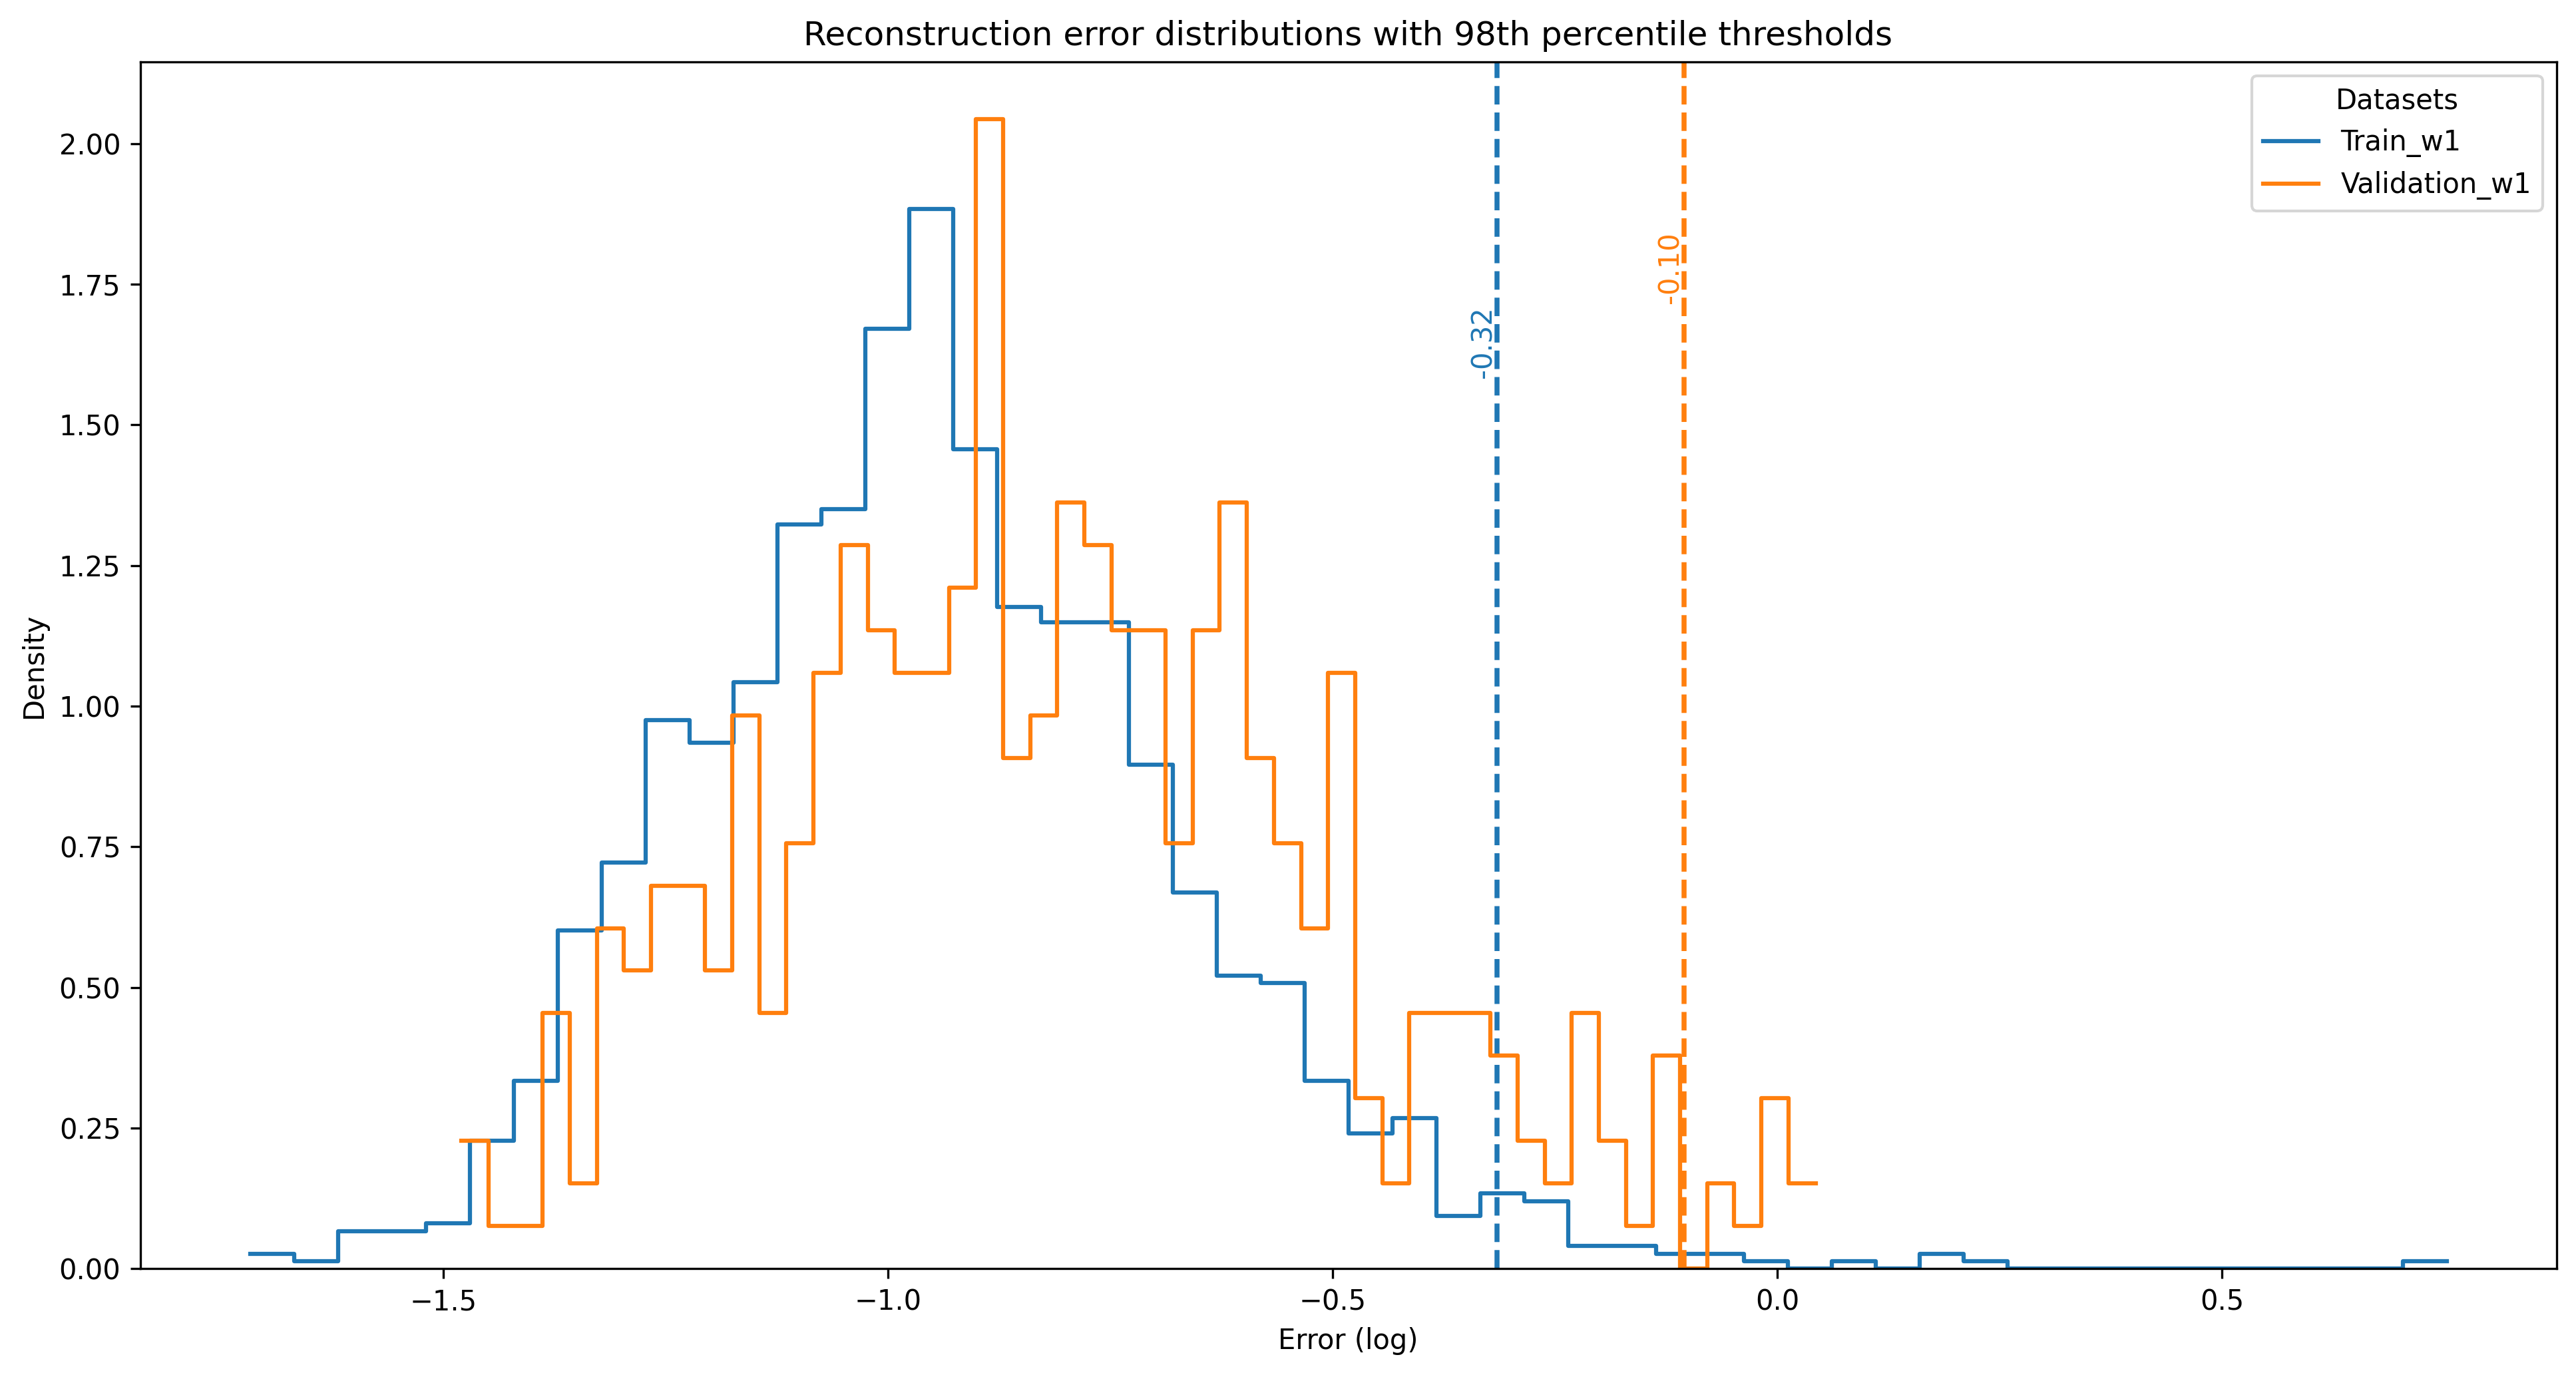 Reconstruction error distributions with 98th percentile thresholds
Datasets
Train_w1
Validation_w1
-0.10
-0.32
Density
2.00
1.75
1.50
1.25
1.00
0.75
0.50
0.25
0.00
−1.5
−1.0
−0.5
0.0
0.5
Error (log)